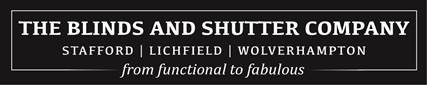 THE BLINDS AND SHUTTER COMPANY
STAFFORD | LICHFIELD | WOLVERHAMPTON
from functional to fabulous